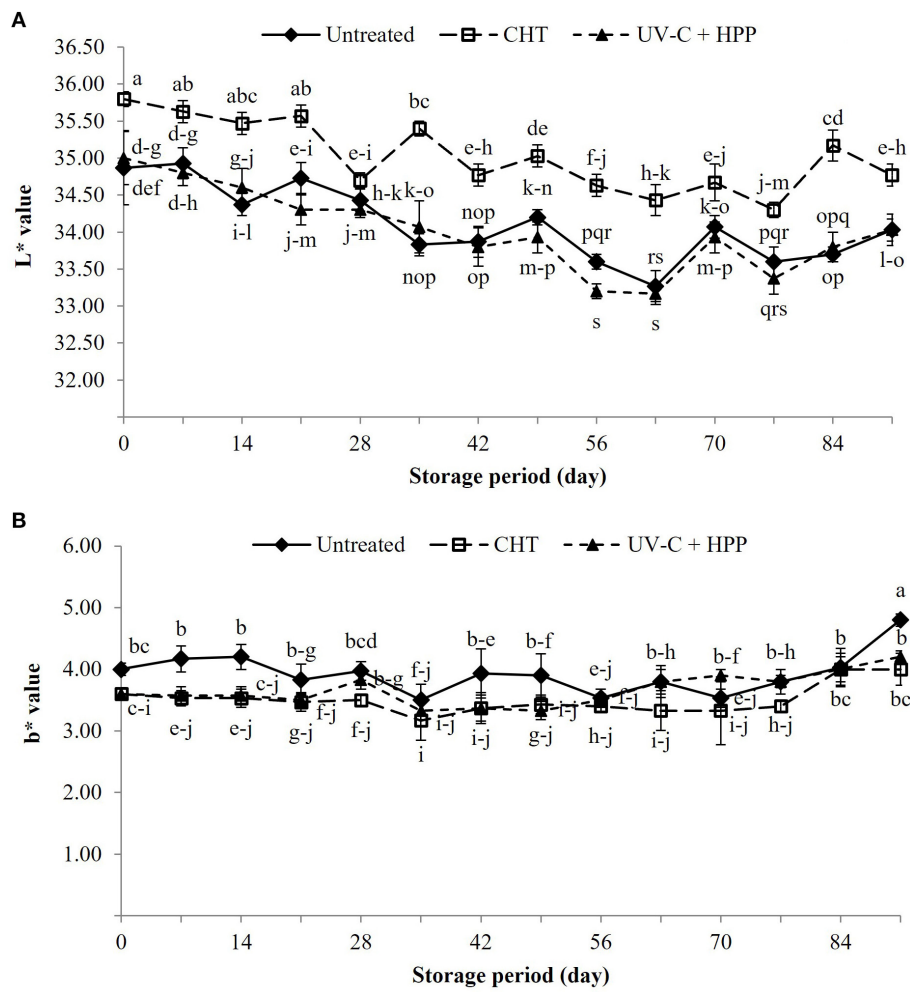 A
Untreated CHT UV-C + HPP
36.50
36.00
35.50
35.00
34.50
34.00
33.50
33.00
32.50
32.00
L* value
a ab abc ab e-i bc e-h de f-j h-k e-j j-m cd e-h
d-g d-g g-j e-i h-k k-o nop k-n pqr rs k-o pqr opq
def d-h i-l j-m j-m nop op m-p s s m-p qrs op l-o
0 14 28 42 56 70 84
Storage period (day)
B
Untreated CHT UV-C + HPP
6.00
5.00
4.00
3.00
2.00
1.00
b* value
bc b b b-g bcd f-j b-e b-f e-j b-h b-f b-h b a
c-j b-g f-j e-j b
c-i e-j e-j g-j f-j f-j i i-j i-j g-j i-j h-j i-j i-j h-j bc bc
0 14 28 42 56 70 84
Storage period (day)